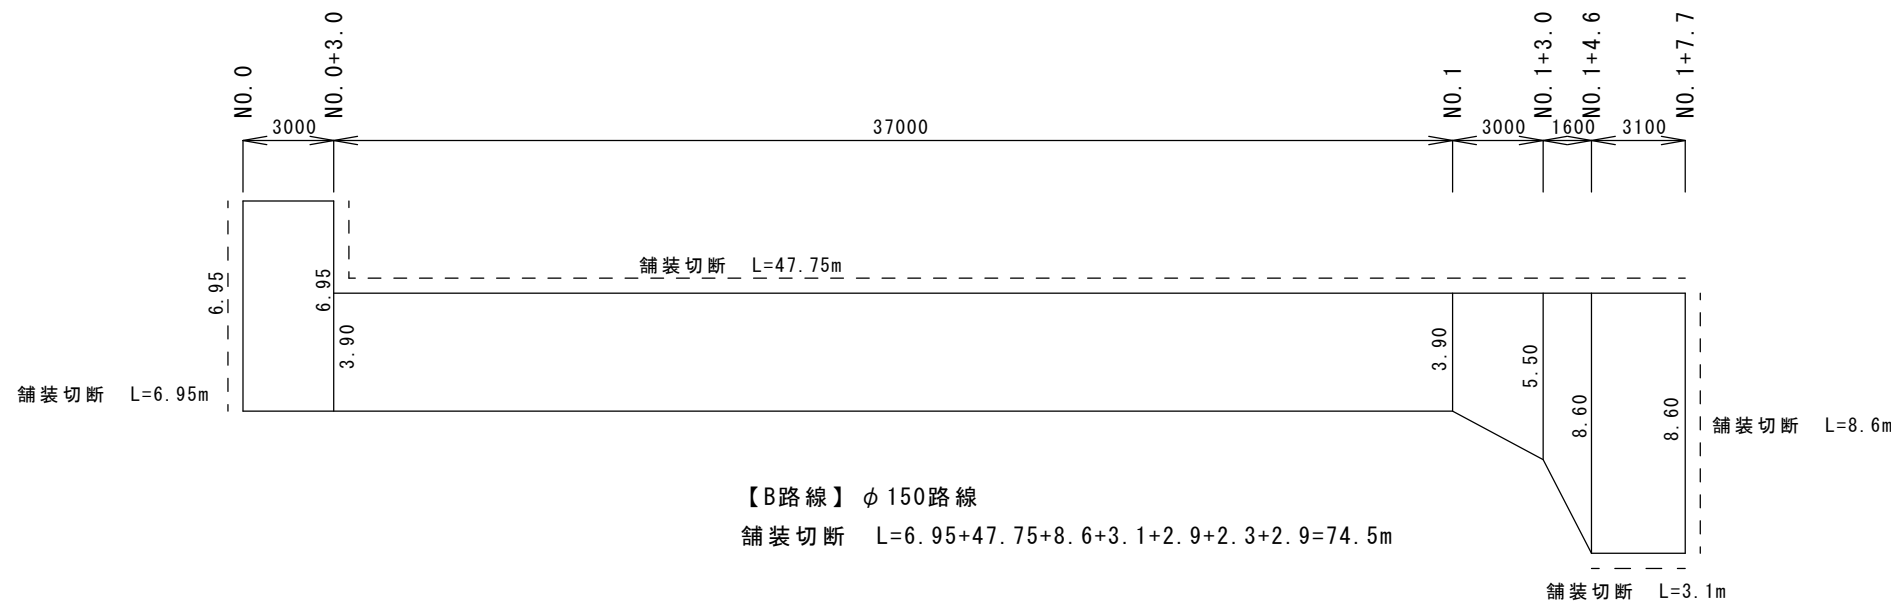 NO.0
NO.0+3.0
NO.1
NO.1+3.0
NO.1+4.6
NO.1+7.7
3000
37000
3000
1600
3100
舗装切断 L=47.75m
6.95
6.95
3.90
3.90
5.50
8.60
8.60
舗装切断 L=6.95m
舗装切断 L=8.6m
【B路線】φ150路線
舗装切断 L=6.95+47.75+8.6+3.1+2.9+2.3+2.9=74.5m
舗装切断 L=3.1m